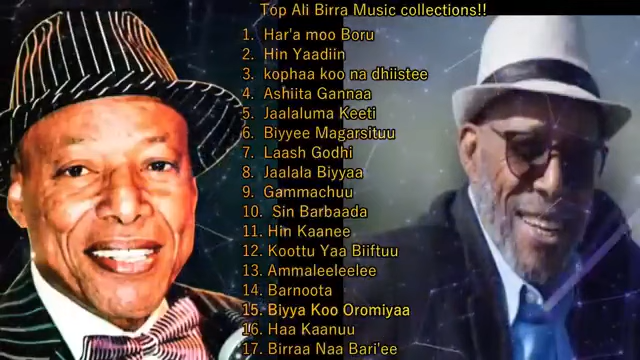 Top Ali Birra Music collections!!
1. Har'a moo Boru
2. Hin Yaadiin
3. kophaa koo na dhiistee
4. Ashiita Gannaa
5. Jaalaluma Keeti
6. Biyyee Magarsituu
7. Laash Godhi
8. Jaalala Biyyaa
9. Gammachuu
10. Sin Barbaada
11. Hin Kaanee
12. Koottu Yaa Biiftuu
13. Ammaleeleelee
14. Barnoota
15. Biyya Koo Oromiyaa
16. Haa Kaanuu
17. Birraa Naa Bari'ee